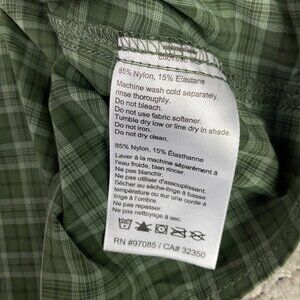 85% Nylon, 15% Elastane
Machine wash cold separately,
rinse thoroughly.
Do not bleach.
Do not use fabric softener.
Tumble dry low or line dry in shade.
Do not iron.
Do not dry clean.
85% Nylon, 15% Élasthanne
Laver à la machine séparément à
l'eau froide, bien rincer.
Ne pas blanchir.
Ne pas utiliser d'assouplissant.
Sécher au sèche-linge à basse
température ou sur une
corde à linge à l'ombre.
Ne pas repasser.
Ne pas nettoyage à sec.
RN #97085 / CA# 32350